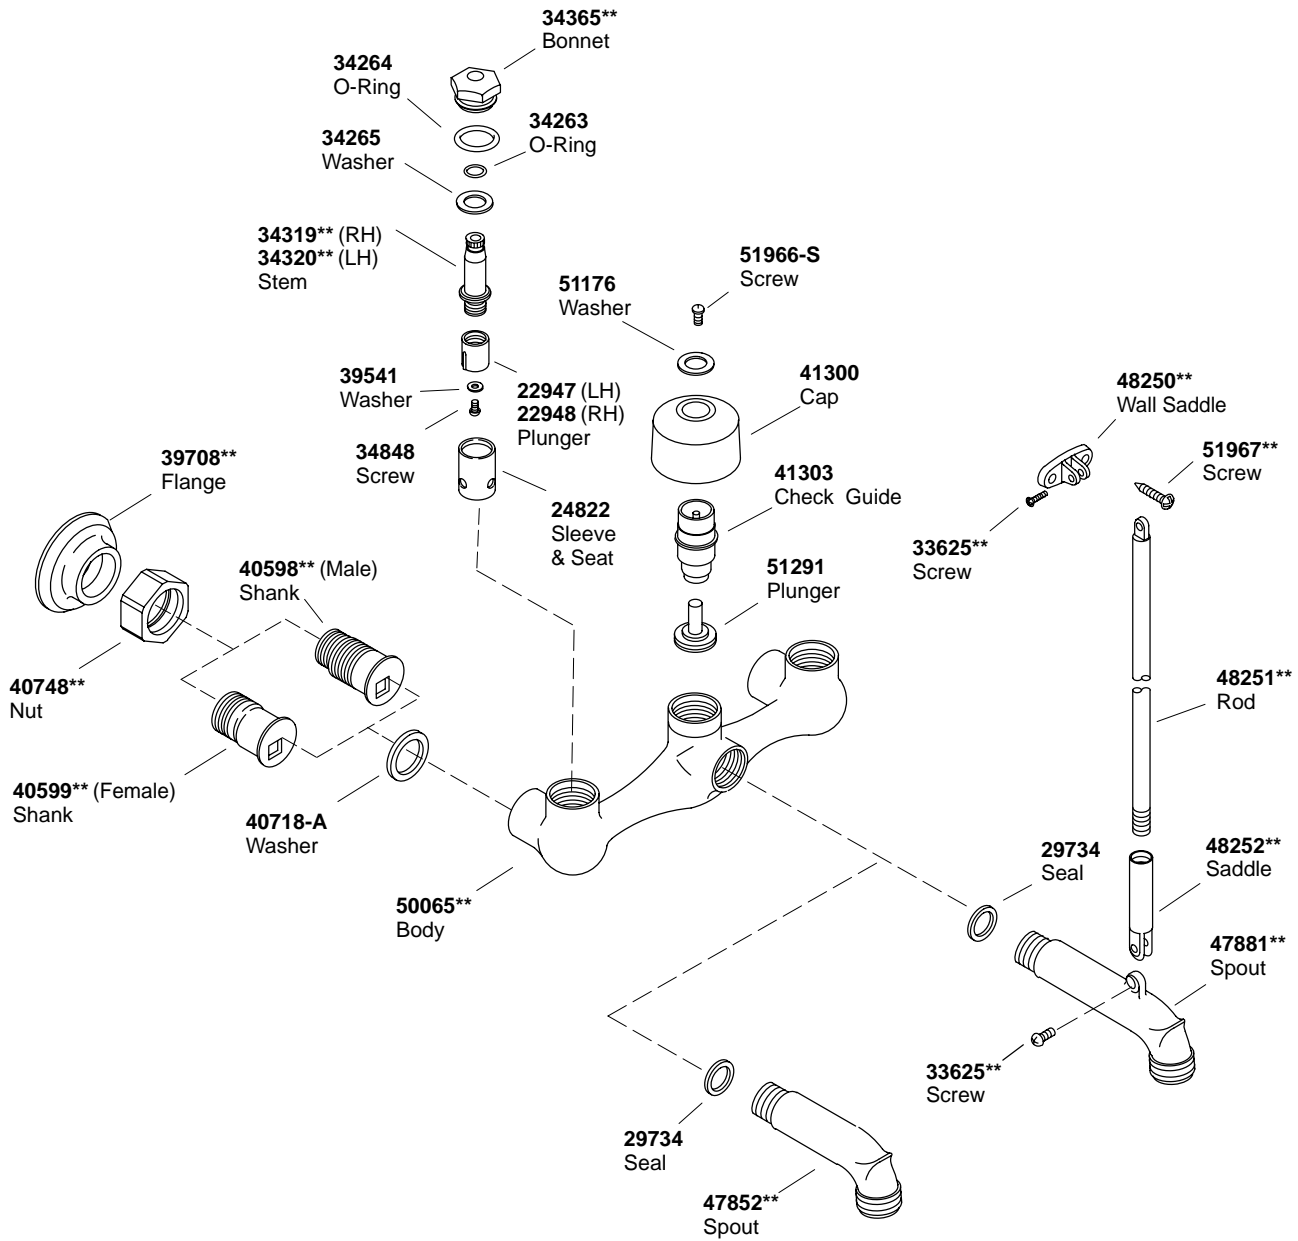 34365**
Bonnet
34264
O-Ring
34263
O-Ring
34265
Washer
34319** (RH)
34320** (LH)
Stem
51966-S
Screw
51176
Washer
39541
Washer
22947 (LH)
22948 (RH)
Plunger
41300
Cap
48250**
Wall Saddle
51967**
Screw
34848
Screw
39708**
Flange
41303
Check Guide
24822
Sleeve
& Seat
33625**
Screw
40598** (Male)
Shank
51291
Plunger
40748**
Nut
48251**
Rod
40599** (Female)
Shank
40718-A
Washer
29734
Seal
48252**
Saddle
50065**
Body
47881**
Spout
33625**
Screw
29734
Seal
47852**
Spout